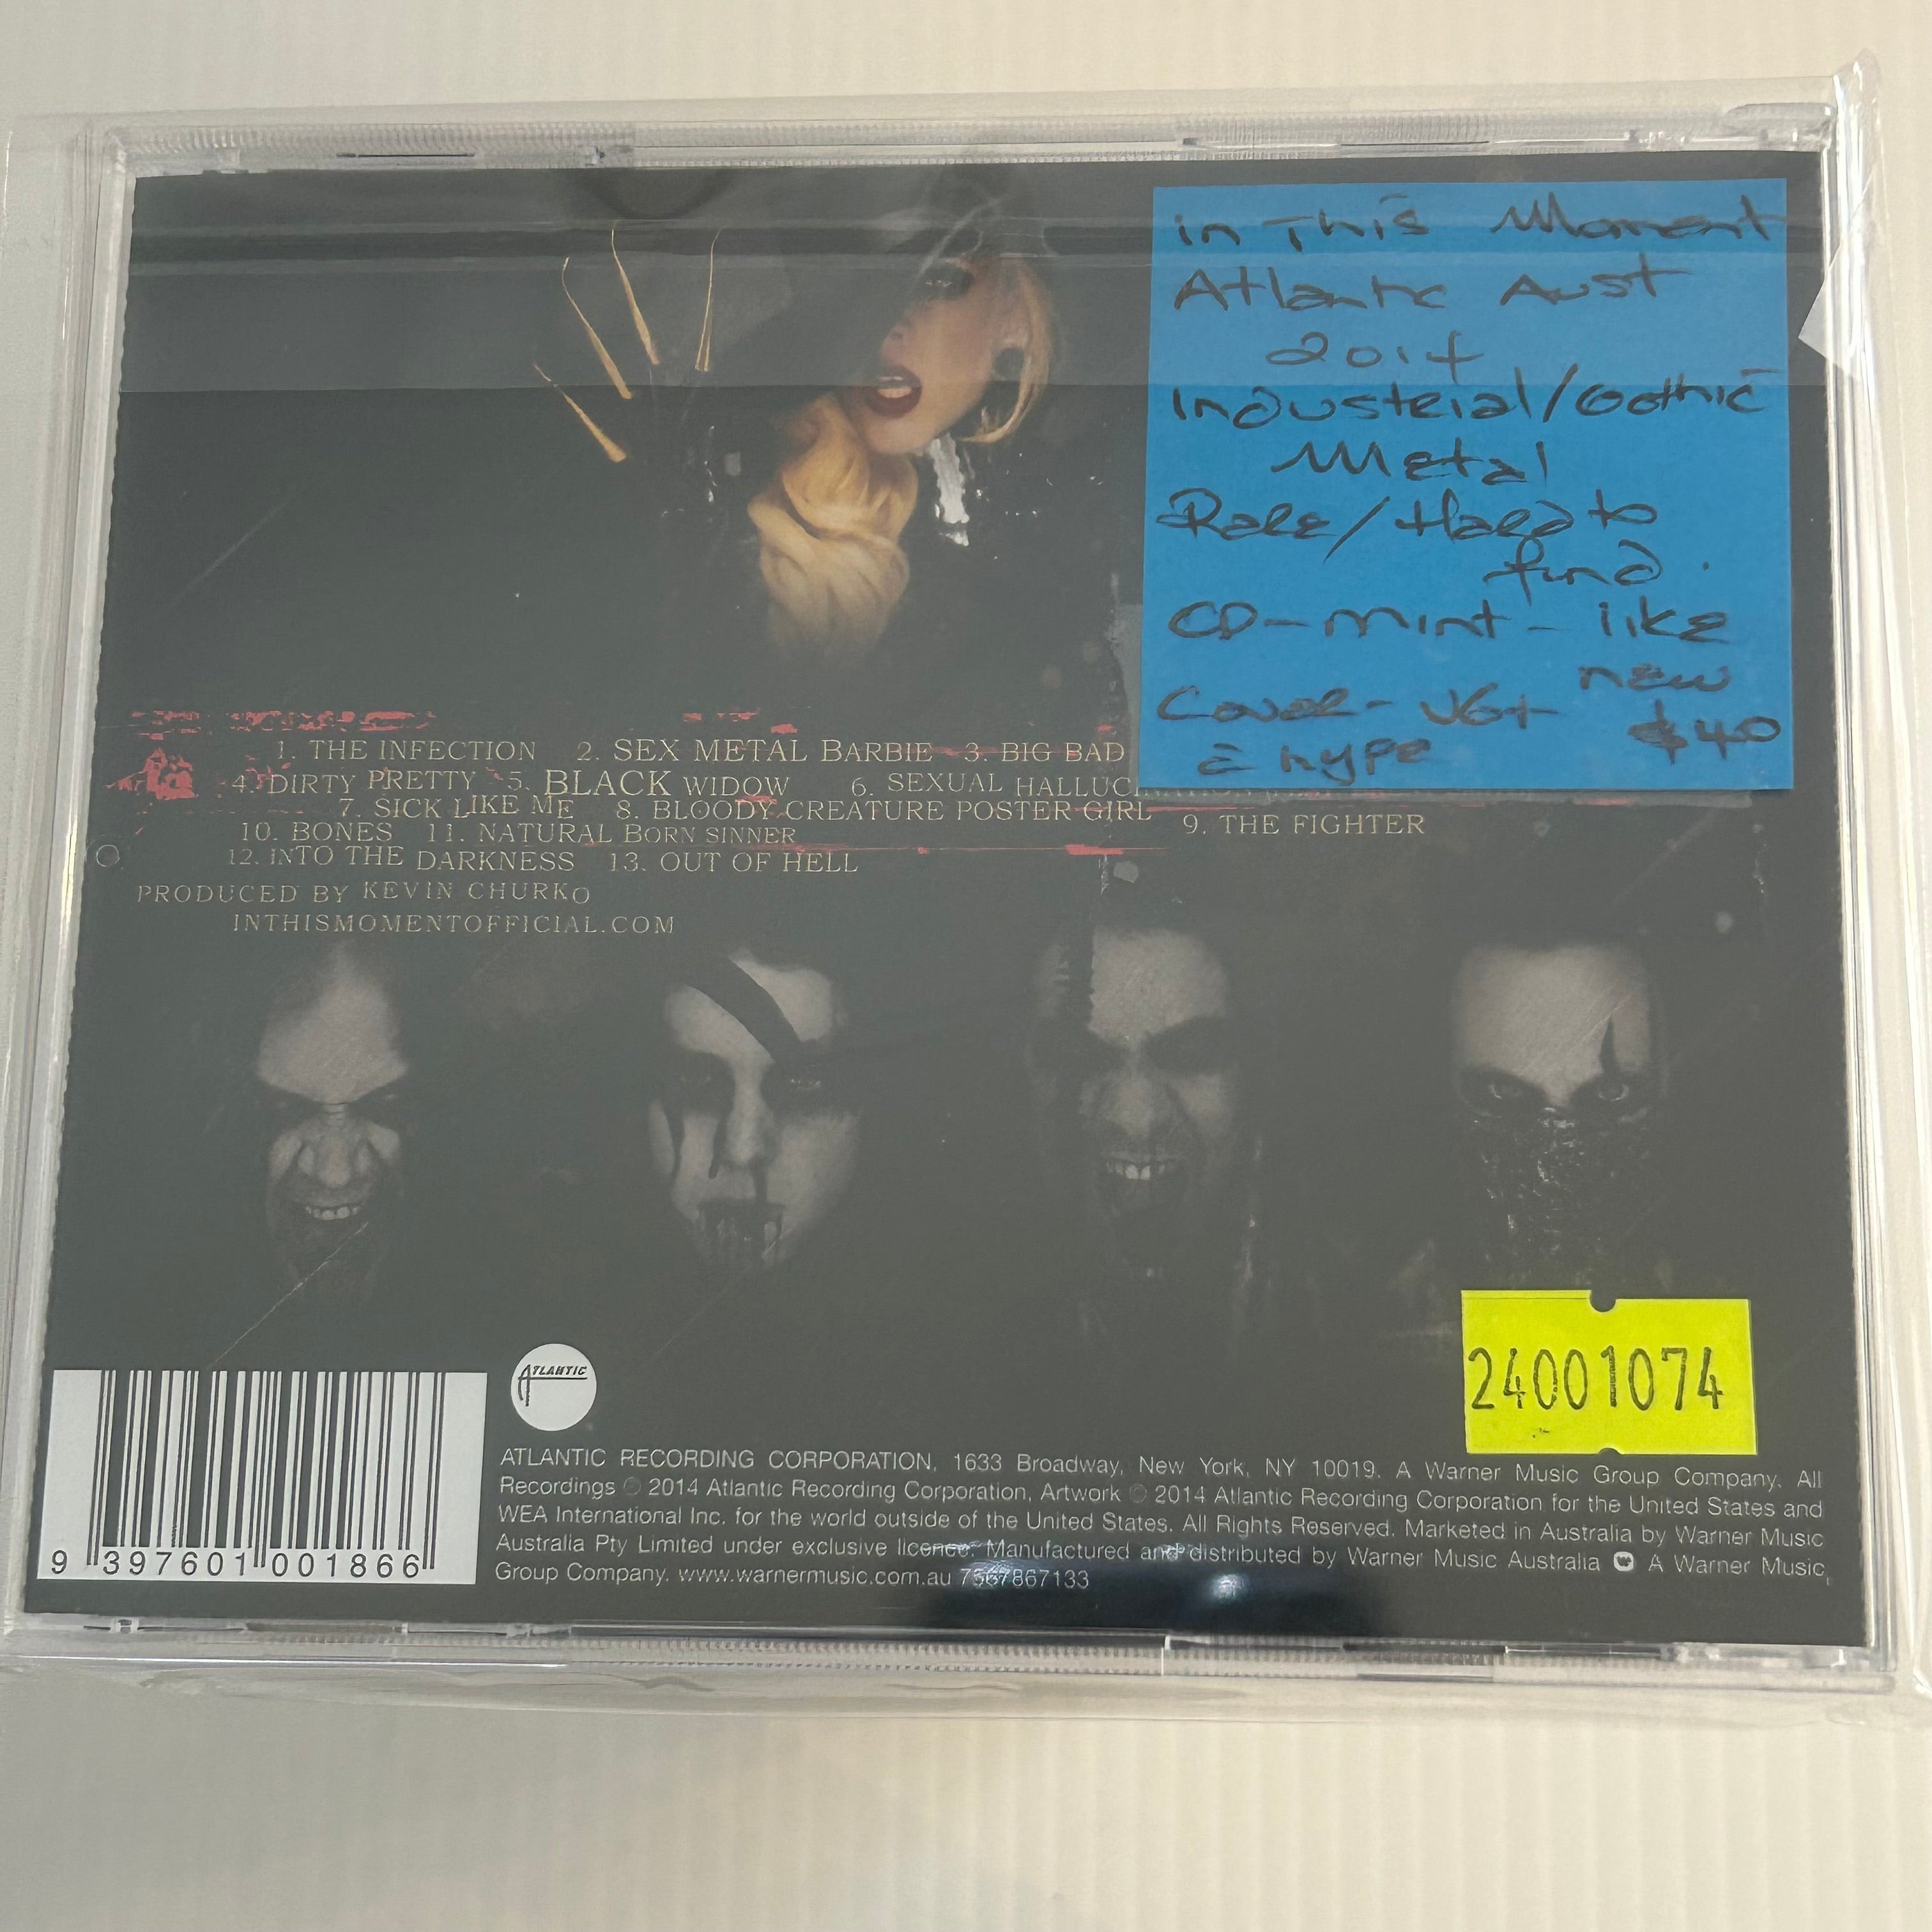 in This Moment
Atlantic Aust
2014
Industrial/Gothic
Metal
Rare/Hard to
find.
CD-mint-like
new
Cover-VG+
$40
& hype
1. THE INFECTION 2. SEX METAL BARBIE 3. BIG BAD
4. DIRTY PRETTY 5. BLACK WIDOW 6. SEXUAL HALLUCINATION
7. SICK LIKE ME 8. BLOODY CREATURE POSTER GIRL 9. THE FIGHTER
10. BONES 11. NATURAL BORN SINNER
12. INTO THE DARKNESS 13. OUT OF HELL
PRODUCED BY KEVIN CHURKO
INTHISMOMENTOFFICIAL.COM
24001074
ATLANTIC
9 397601 001866
ATLANTIC RECORDING CORPORATION, 1633 Broadway, New York, NY 10019. A Warner Music Group Company. All
Recordings ℗ 2014 Atlantic Recording Corporation, Artwork © 2014 Atlantic Recording Corporation for the United States and
WEA International Inc. for the world outside of the United States. All Rights Reserved. Marketed in Australia by Warner Music
Australia Pty Limited under exclusive licence. Manufactured and distributed by Warner Music Australia A Warner Music
Group Company. www.warnermusic.com.au 7567867133